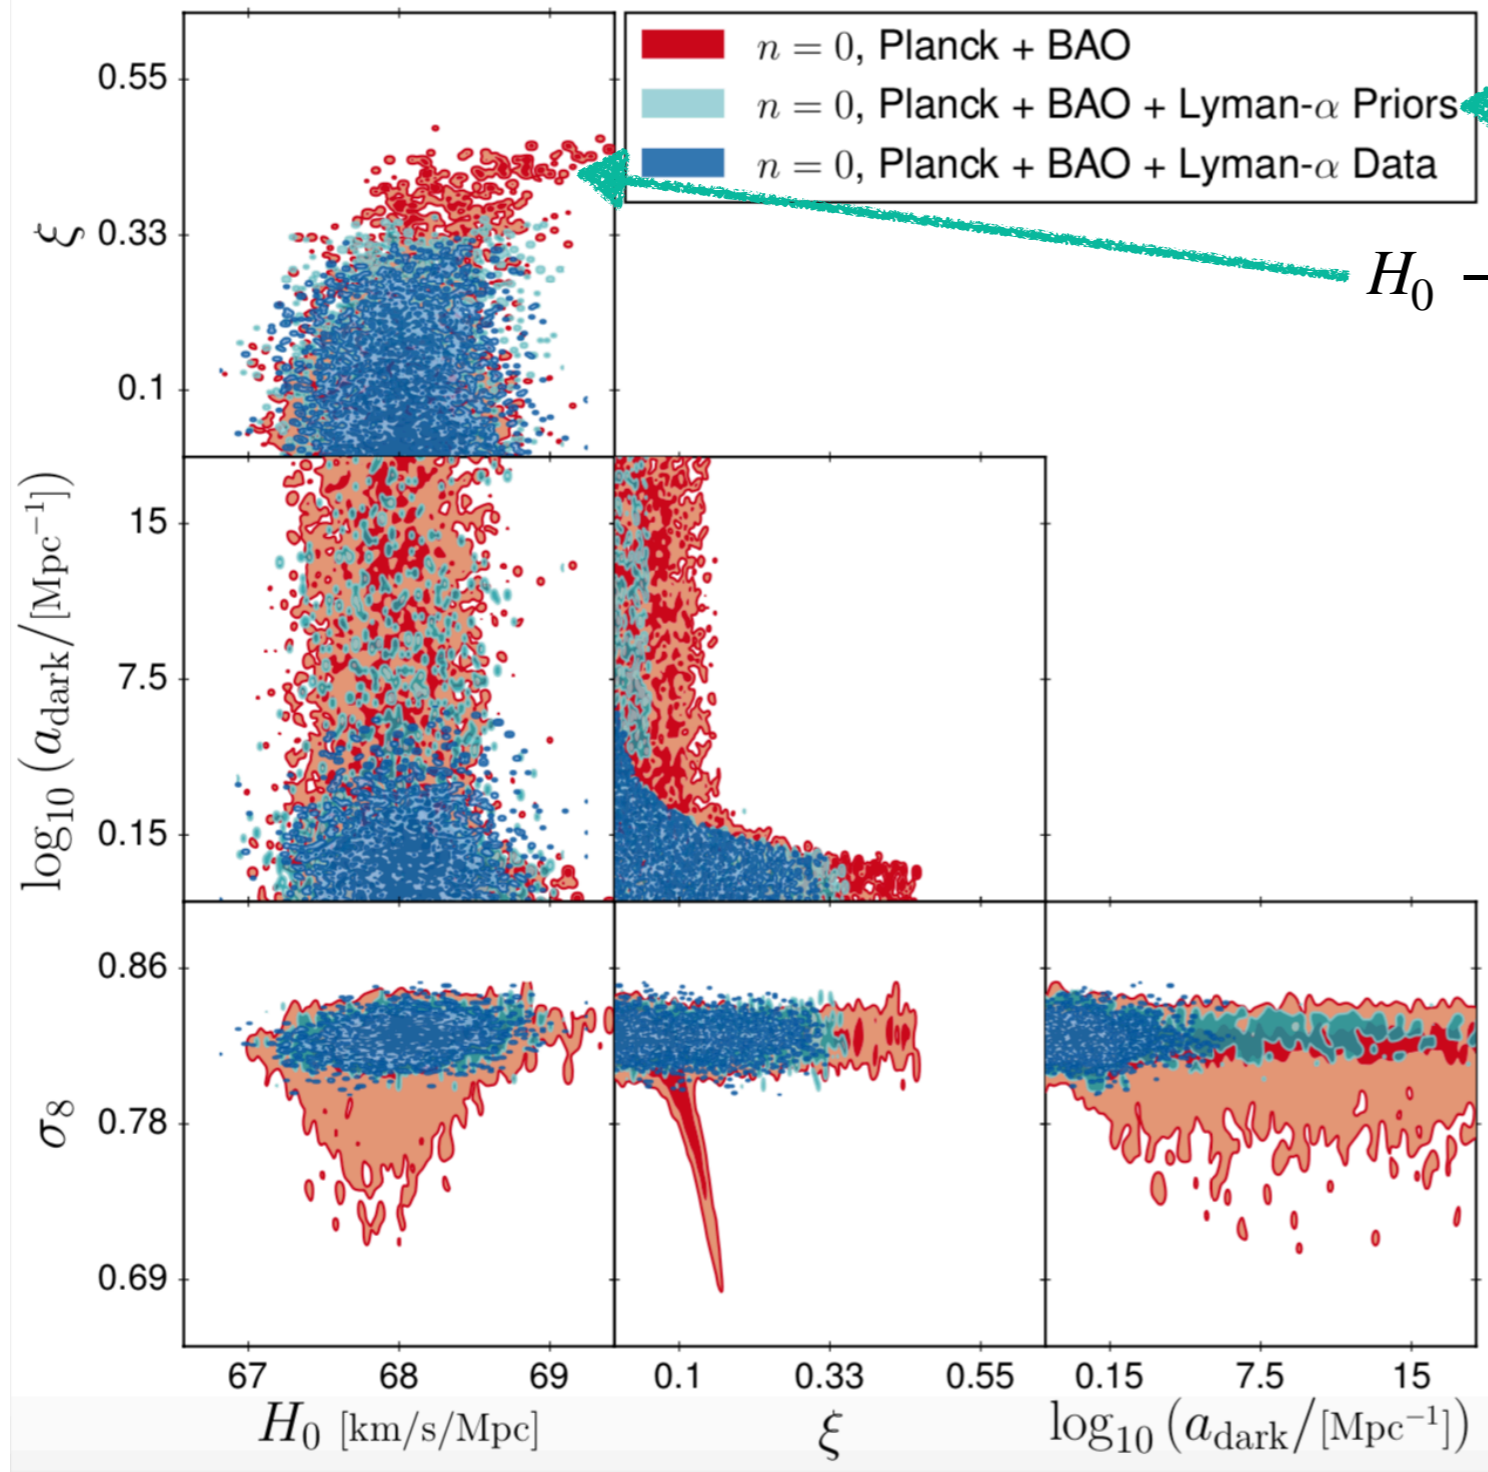 n = 0, Planck + BAO
n = 0, Planck + BAO + Lyman-α Priors
n = 0, Planck + BAO + Lyman-α Data
H₀ –
0.55
0.33
0.1
ξ
15
7.5
0.15
log₁₀ (a_dark/[Mpc⁻¹])
0.86
0.78
0.69
σ₈
67 68 69 0.1 0.33 0.55 0.15 7.5 15
H₀ [km/s/Mpc] ξ log₁₀ (a_dark/[Mpc⁻¹])